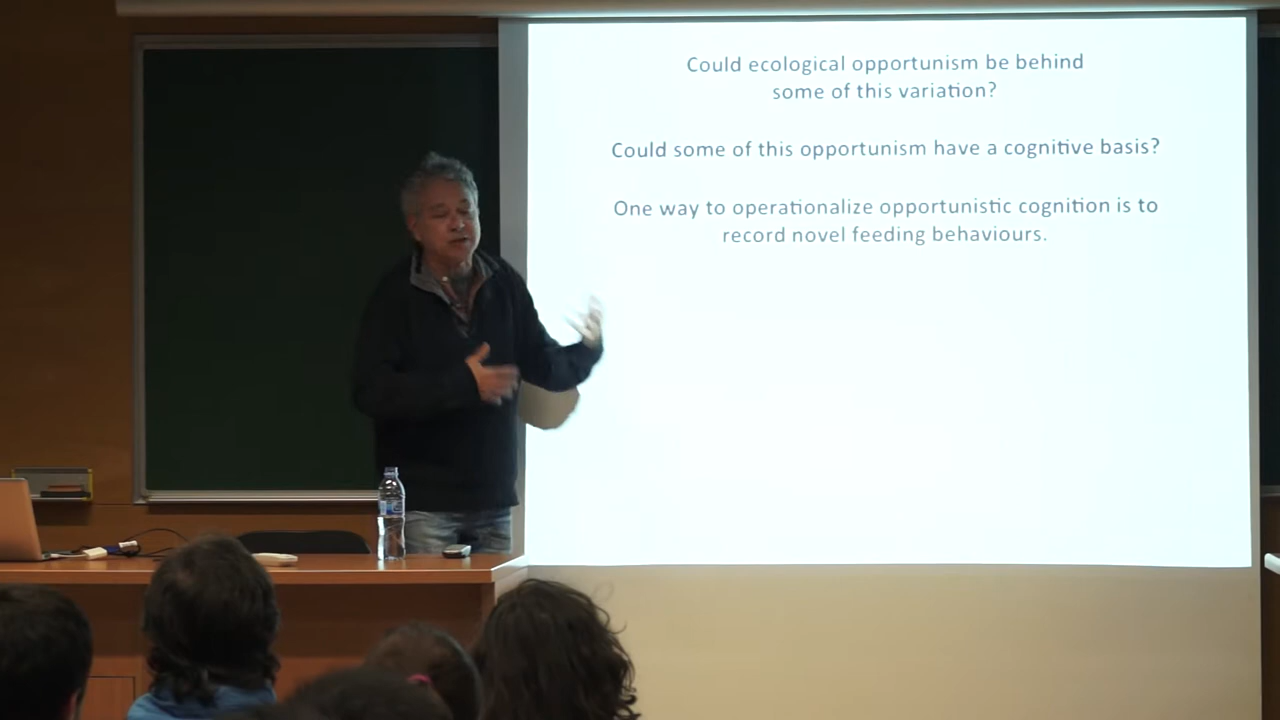 Could ecological opportunism be behind
some of this variation?
Could some of this opportunism have a cognitive basis?
One way to operationalize opportunistic cognition is to
record novel feeding behaviours.